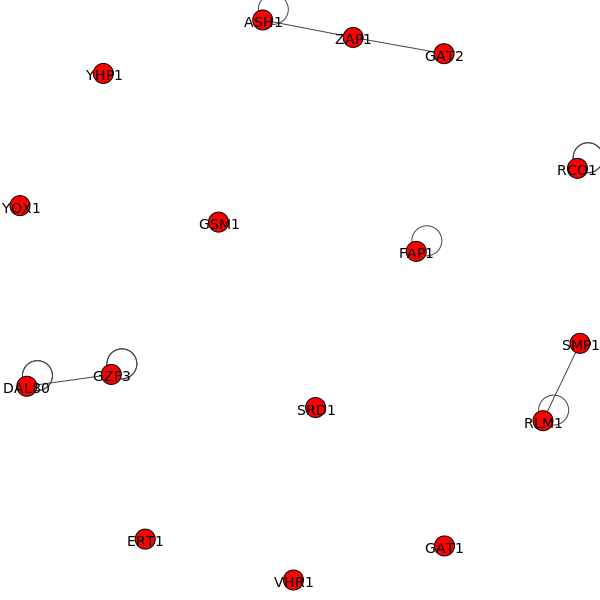 ASH1
ZAP1
GAT2
YHP1
RCO1
YOX1
GSM1
FAP1
SMP1
DAL80
GZF3
SRD1
RLM1
ERT1
GAT1
VHR1